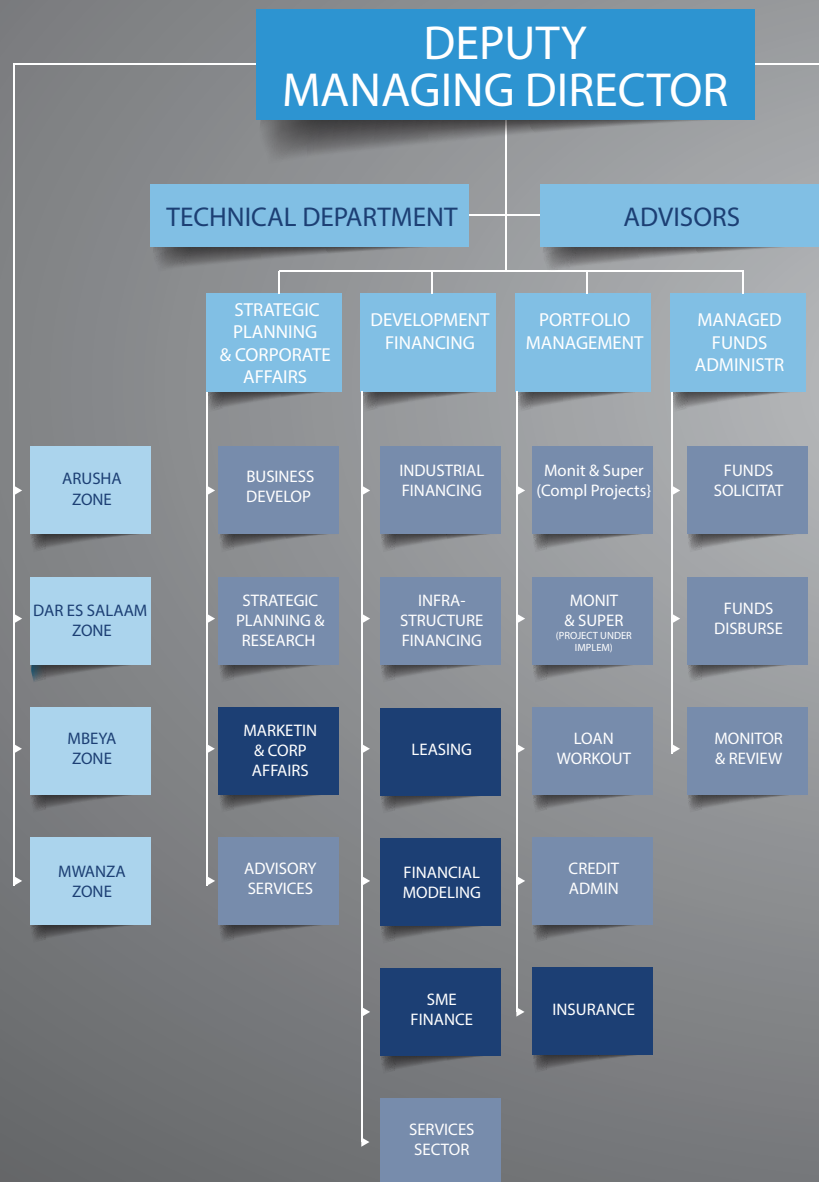 DEPUTY
MANAGING DIRECTOR
TECHNICAL DEPARTMENT
ADVISORS
STRATEGIC
PLANNING
& CORPORATE
AFFAIRS
DEVELOPMENT
FINANCING
PORTFOLIO
MANAGEMENT
MANAGED
FUNDS
ADMINISTR
ARUSHA
ZONE
BUSINESS
DEVELOP
INDUSTRIAL
FINANCING
Monit & Super
(Compl Projects}
FUNDS
SOLICITAT
DAR ES SALAAM
ZONE
STRATEGIC
PLANNING &
RESEARCH
INFRA-
STRUCTURE
FINANCING
MONIT
& SUPER
(PROJECT UNDER
IMPLEM)
FUNDS
DISBURSE
MBEYA
ZONE
MARKETIN
& CORP
AFFAIRS
LEASING
LOAN
WORKOUT
MONITOR
& REVIEW
MWANZA
ZONE
ADVISORY
SERVICES
FINANCIAL
MODELING
CREDIT
ADMIN
SME
FINANCE
INSURANCE
SERVICES
SECTOR